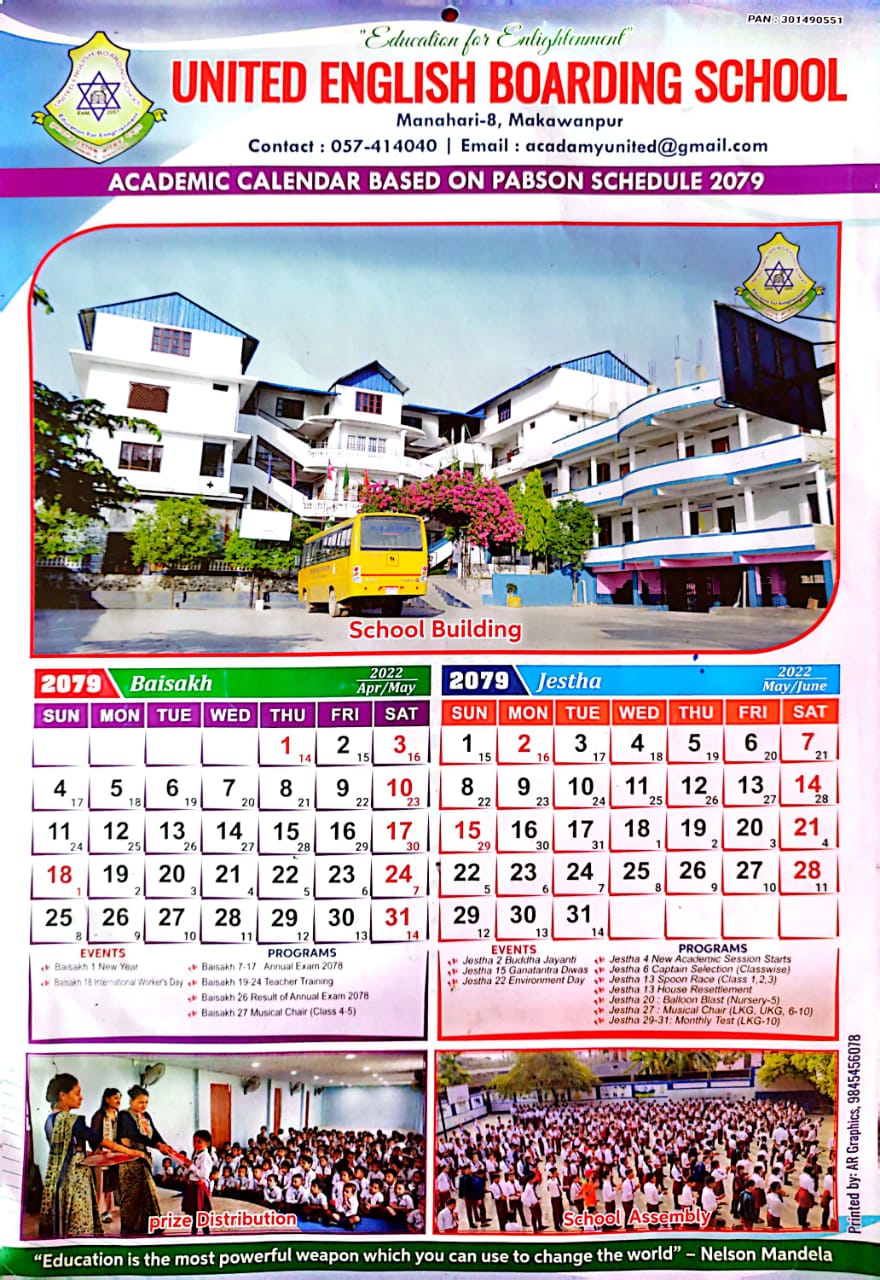 PAN : 301490551
"Education for Enlightenment"
UNITED ENGLISH BOARDING SCHOOL
Manahari-8, Makawanpur
Contact : 057-414040 | Email : acadamyunited@gmail.com
UNITED ENGLISH BOARDING SCHOOL
Estd. 2057
Education For Enlightenment
ACADEMIC CALENDAR BASED ON PABSON SCHEDULE 2079
School Building
2079 Baisakh 2022 Apr/May
SUN MON TUE WED THU FRI SAT
1 14 2 15 3 16
4 17 5 18 6 19 7 20 8 21 9 22 10 23
11 24 12 25 13 26 14 27 15 28 16 29 17 30
18 1 19 2 20 3 21 4 22 5 23 6 24 7
25 8 26 9 27 10 28 11 29 12 30 13 31 14
EVENTS
Baisakh 1 New Year
Baisakh 18 International Worker's Day
PROGRAMS
Baisakh 7-17 : Annual Exam 2078
Baisakh 19-24 Teacher Training
Baisakh 26 Result of Annual Exam 2078
Baisakh 27 Musical Chair (Class 4-5)
2079 Jestha 2022 May/June
SUN MON TUE WED THU FRI SAT
1 15 2 16 3 17 4 18 5 19 6 20 7 21
8 22 9 23 10 24 11 25 12 26 13 27 14 28
15 29 16 30 17 31 18 1 19 2 20 3 21 4
22 5 23 6 24 7 25 8 26 9 27 10 28 11
29 12 30 13 31 14
EVENTS
Jestha 2 Buddha Jayanti
Jestha 15 Ganatantra Diwas
Jestha 22 Environment Day
PROGRAMS
Jestha 4 New Academic Session Starts
Jestha 6 Captain Selection (Classwise)
Jestha 13 Spoon Race (Class 1,2,3)
Jestha 13 House Resettlement
Jestha 20 : Balloon Blast (Nursery-5)
Jestha 27 : Musical Chair (LKG, UKG, 6-10)
Jestha 29-31: Monthly Test (LKG-10)
prize Distribution
School Assembly
Printed by: AR Graphics, 9845456078
"Education is the most powerful weapon which you can use to change the world" – Nelson Mandela